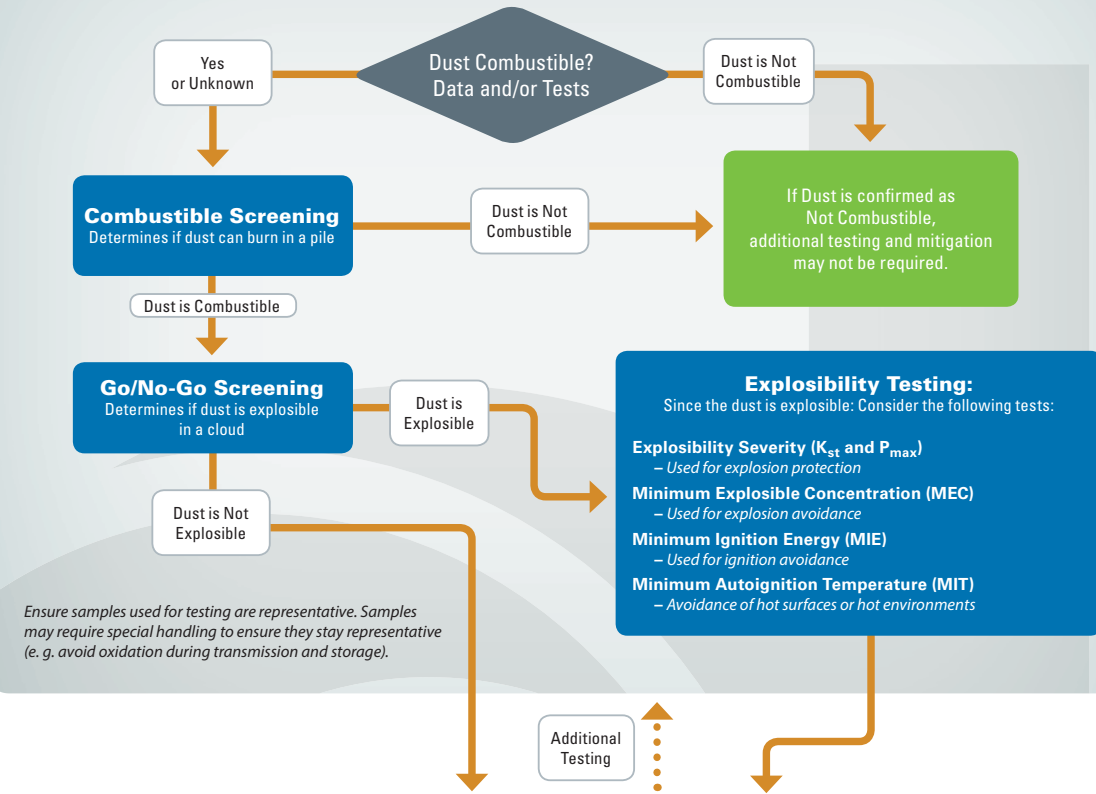 Dust Combustible?
Data and/or Tests
Yes
or Unknown
Dust is Not
Combustible
Combustible Screening
Determines if dust can burn in a pile
Dust is Not
Combustible
If Dust is confirmed as
Not Combustible,
additional testing and mitigation
may not be required.
Dust is Combustible
Go/No-Go Screening
Determines if dust is explosible
in a cloud
Dust is
Explosible
Explosibility Testing:
Since the dust is explosible: Consider the following tests:
Explosibility Severity (Kst and Pmax)
– Used for explosion protection
Minimum Explosible Concentration (MEC)
– Used for explosion avoidance
Minimum Ignition Energy (MIE)
– Used for ignition avoidance
Minimum Autoignition Temperature (MIT)
– Avoidance of hot surfaces or hot environments
Dust is Not
Explosible
Ensure samples used for testing are representative. Samples
may require special handling to ensure they stay representative
(e. g. avoid oxidation during transmission and storage).
Additional
Testing